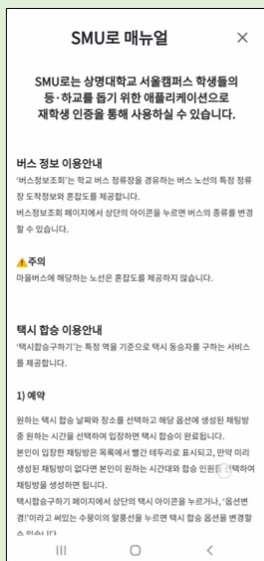 SMU로 매뉴얼
SMU로는 상명대학교 서울캠퍼스 학생들의
등·하교를 돕기 위한 애플리케이션으로
재학생 인증을 통해 사용하실 수 있습니다.
버스 정보 이용안내
'버스정보조회'는 학교 버스 정류장을 경유하는 버스 노선의 특정 정류
장 도착정보와 혼잡도를 제공합니다.
버스정보조회 페이지에서 상단의 아이콘을 누르면 버스의 종류를 변경
할 수 있습니다.
⚠주의
마을버스에 해당하는 노선은 혼잡도를 제공하지 않습니다.
택시 합승 이용안내
'택시합승구하기'는 특정 역을 기준으로 택시 동승자를 구하는 서비스
를 제공합니다.
1) 예약
원하는 택시 합승 날짜와 장소를 선택하고 해당 옵션에 생성된 채팅방
중 원하는 시간을 선택하여 입장하면 택시 합승이 완료됩니다.
본인이 입장한 채팅방은 목록에서 빨간 테두리로 표시되고, 만약 미리
생성된 채팅방이 없다면 본인이 원하는 시간대와 합승 인원을 선택하여
채팅방을 생성하면 됩니다.
택시합승구하기 페이지에서 상단의 택시 아이콘을 누르거나, '옵션변
경!'이라고 써있는 수뭉이의 말풍선을 누르면 택시 합승 옵션을 변경할
수 있습니다.